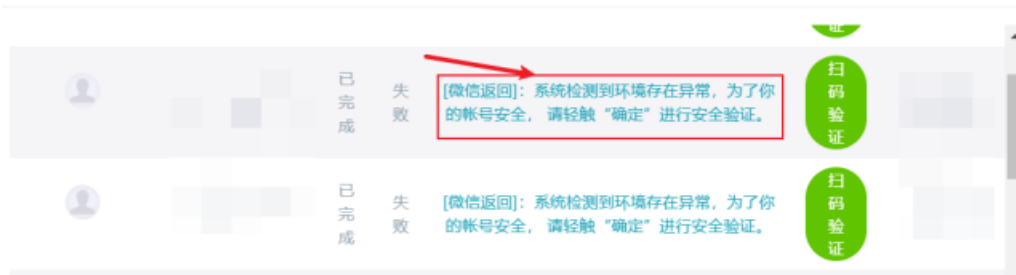 证
已完成
失败
[微信返回]：系统检测到环境存在异常，为了你
的帐号安全， 请轻触“确定”进行安全验证。
扫码验证
已完成
失败
[微信返回]：系统检测到环境存在异常，为了你
的帐号安全， 请轻触“确定”进行安全验证。
扫码验证